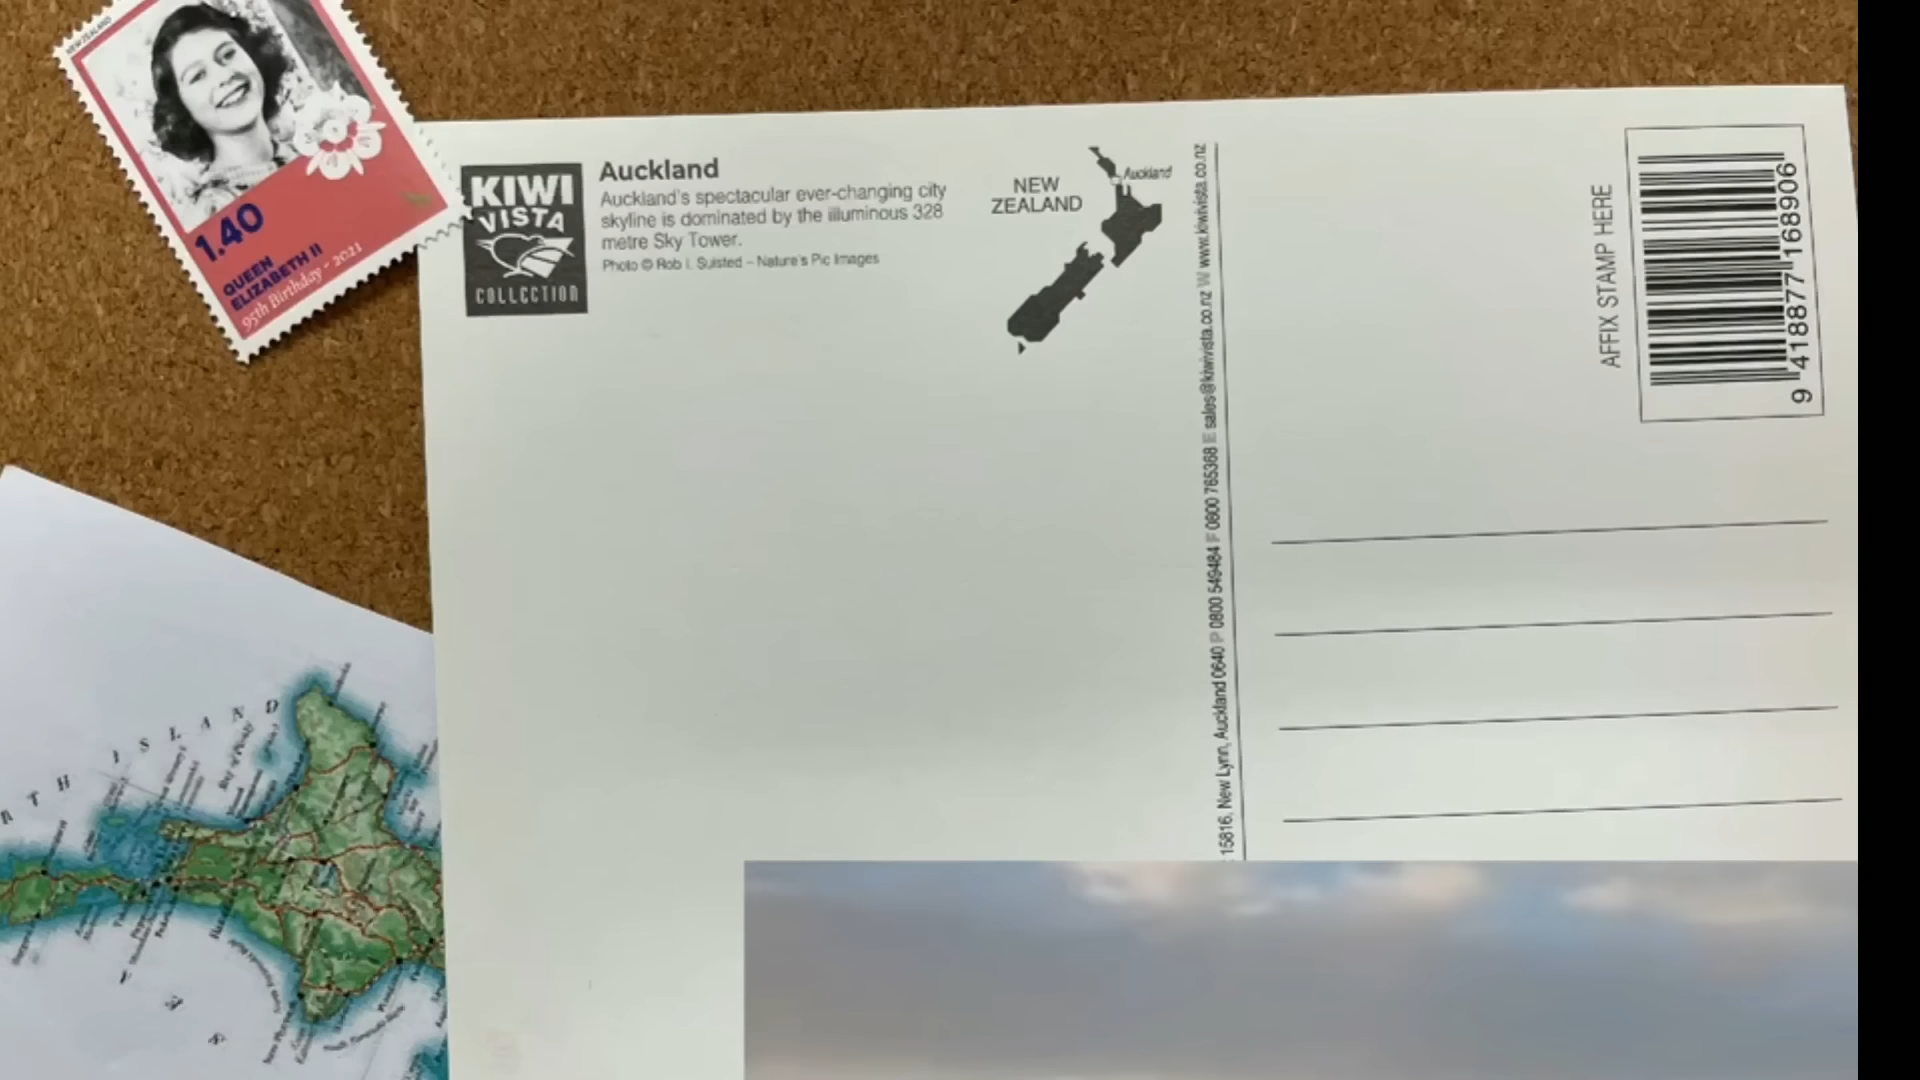 NEW ZEALAND
1.40
QUEEN
ELIZABETH II
95th Birthday - 2021
KIWI
VISTA
COLLECTION
Auckland
Auckland's spectacular ever-changing city
skyline is dominated by the illuminous 328
metre Sky Tower.
Photo © Rob I. Suisted – Nature's Pic Images
NEW
ZEALAND
Auckland
15816, New Lynn, Auckland 0640 P 0800 549484 F 0800 765368 E sales@kiwivista.co.nz W www.kiwivista.co.nz
AFFIX STAMP HERE
9 418877 168906
RTH ISLAND